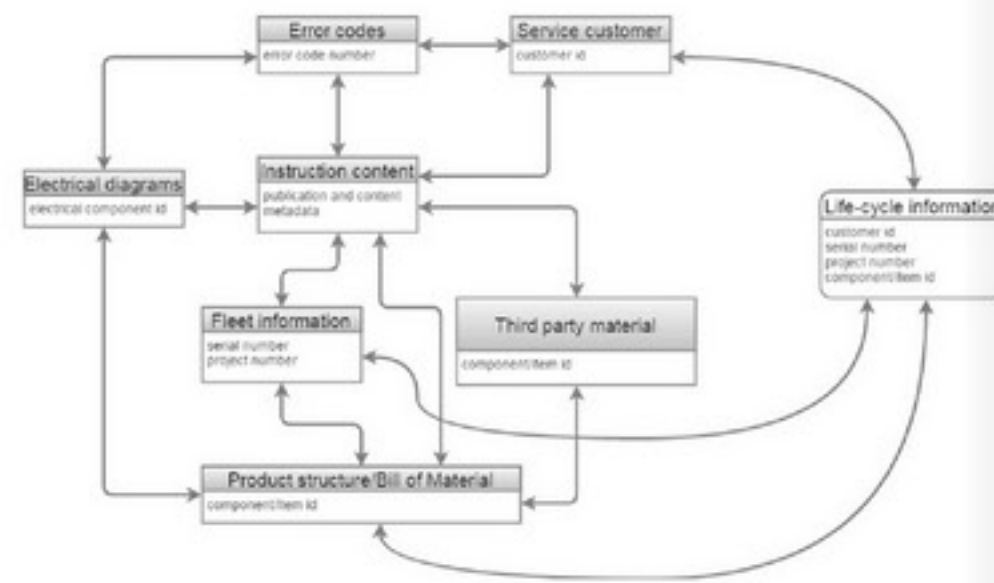 Error codes
error code number
Service customer
customer id
Electrical diagrams
electrical component id
Instruction content
publication and content
metadata
Life-cycle information
customer id
serial number
project number
component/item id
Fleet information
serial number
project number
Third party material
component/item id
Product structure/Bill of Material
component/item id